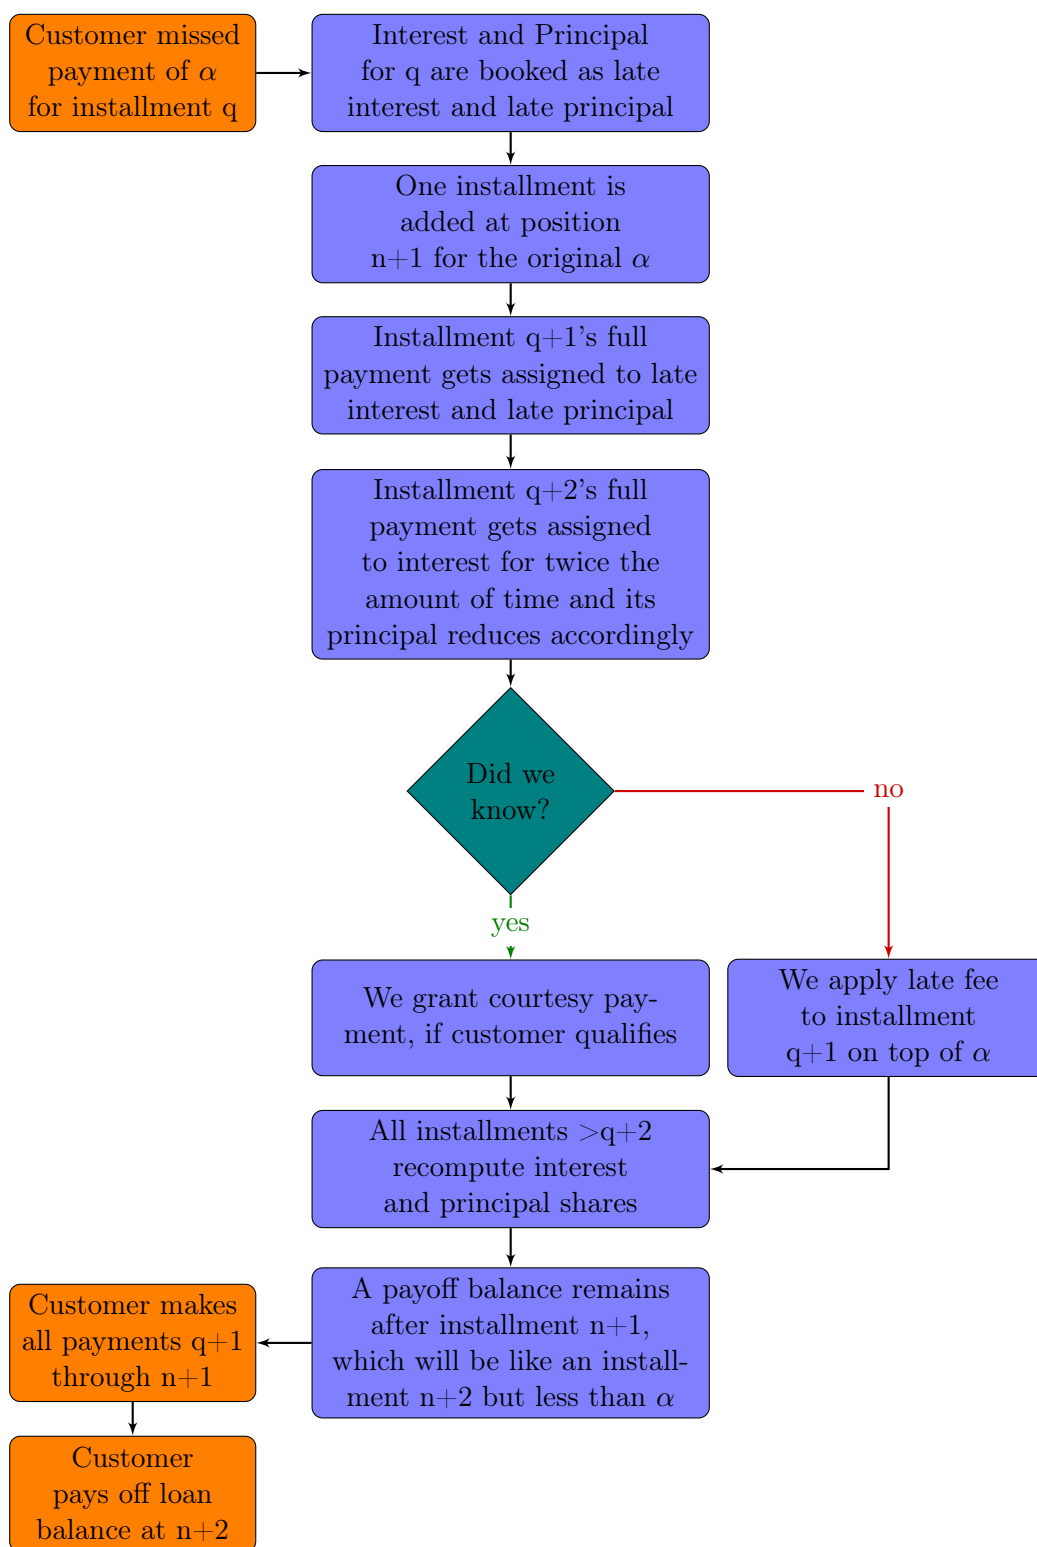 Customer missed
payment of α
for installment q
Interest and Principal
for q are booked as late
interest and late principal
One installment is
added at position
n+1 for the original α
Installment q+1's full
payment gets assigned to late
interest and late principal
Installment q+2's full
payment gets assigned
to interest for twice the
amount of time and its
principal reduces accordingly
Did we
know?
no
yes
We grant courtesy pay-
ment, if customer qualifies
We apply late fee
to installment
q+1 on top of α
All installments >q+2
recompute interest
and principal shares
A payoff balance remains
after installment n+1,
which will be like an install-
ment n+2 but less than α
Customer makes
all payments q+1
through n+1
Customer
pays off loan
balance at n+2